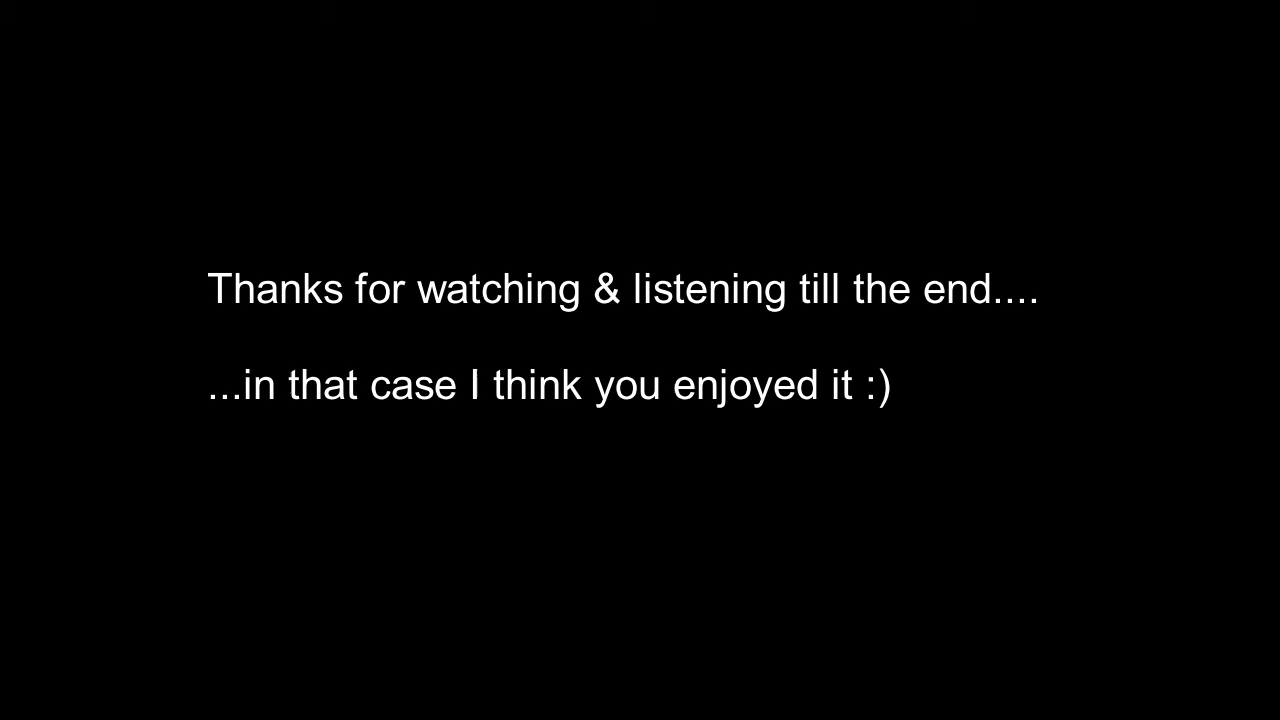 Thanks for watching & listening till the end....
...in that case I think you enjoyed it :)